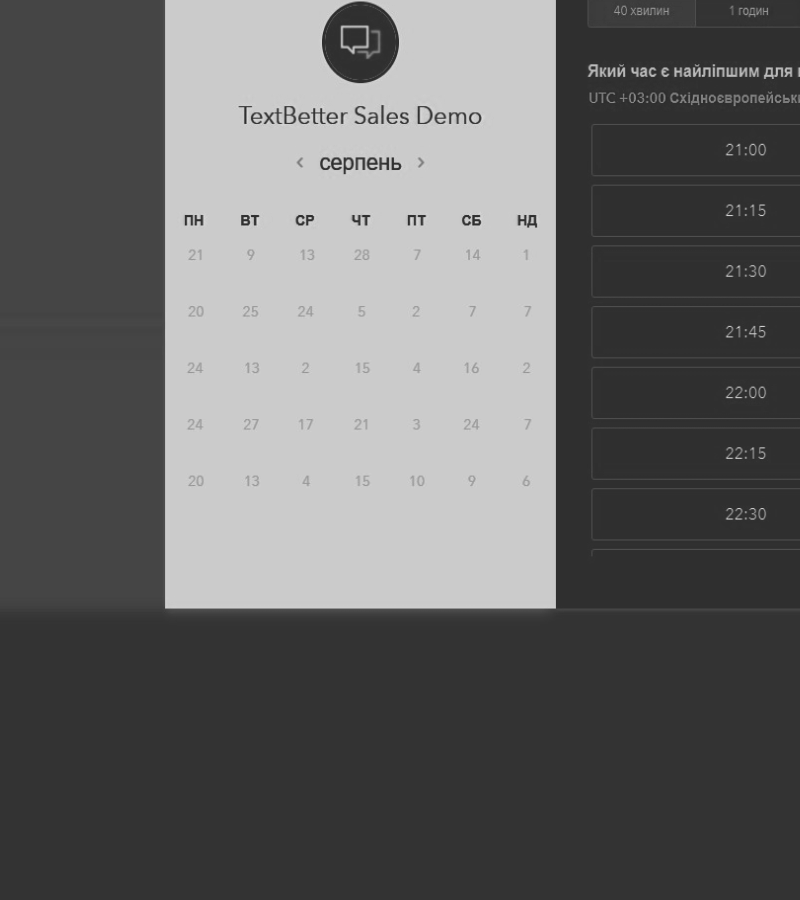 TextBetter Sales Demo
< серпень >
ПН ВТ СР ЧТ ПТ СБ НД
21 9 13 28 7 14 1
20 25 24 5 2 7 7
24 13 2 15 4 16 2
24 27 17 21 3 24 7
20 13 4 15 10 9 6
40 хвилин 1 годин
Який час є найліпшим для
UTC +03:00
21:00
21:15
21:30
21:45
22:00
22:15
22:30